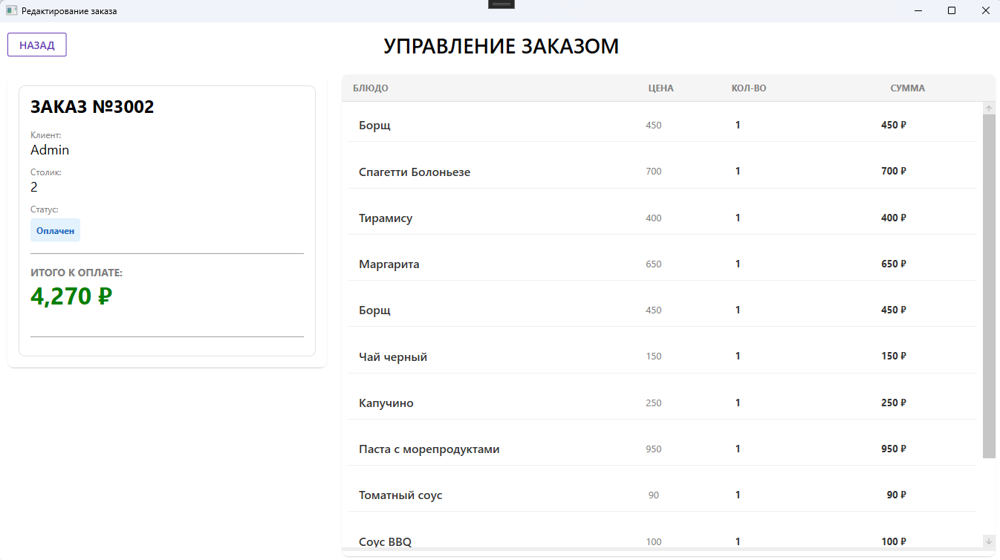 Редактирование заказа
НАЗАД
УПРАВЛЕНИЕ ЗАКАЗОМ
ЗАКАЗ №3002
Клиент:
Admin
Столик:
2
Статус:
Оплачен
ИТОГО К ОПЛАТЕ:
4,270 ₽
БЛЮДО ЦЕНА КОЛ-ВО СУММА
Борщ 450 1 450 ₽
Спагетти Болоньезе 700 1 700 ₽
Тирамису 400 1 400 ₽
Маргарита 650 1 650 ₽
Борщ 450 1 450 ₽
Чай черный 150 1 150 ₽
Капучино 250 1 250 ₽
Паста с морепродуктами 950 1 950 ₽
Томатный соус 90 1 90 ₽
Соус BBQ 100 1 100 ₽